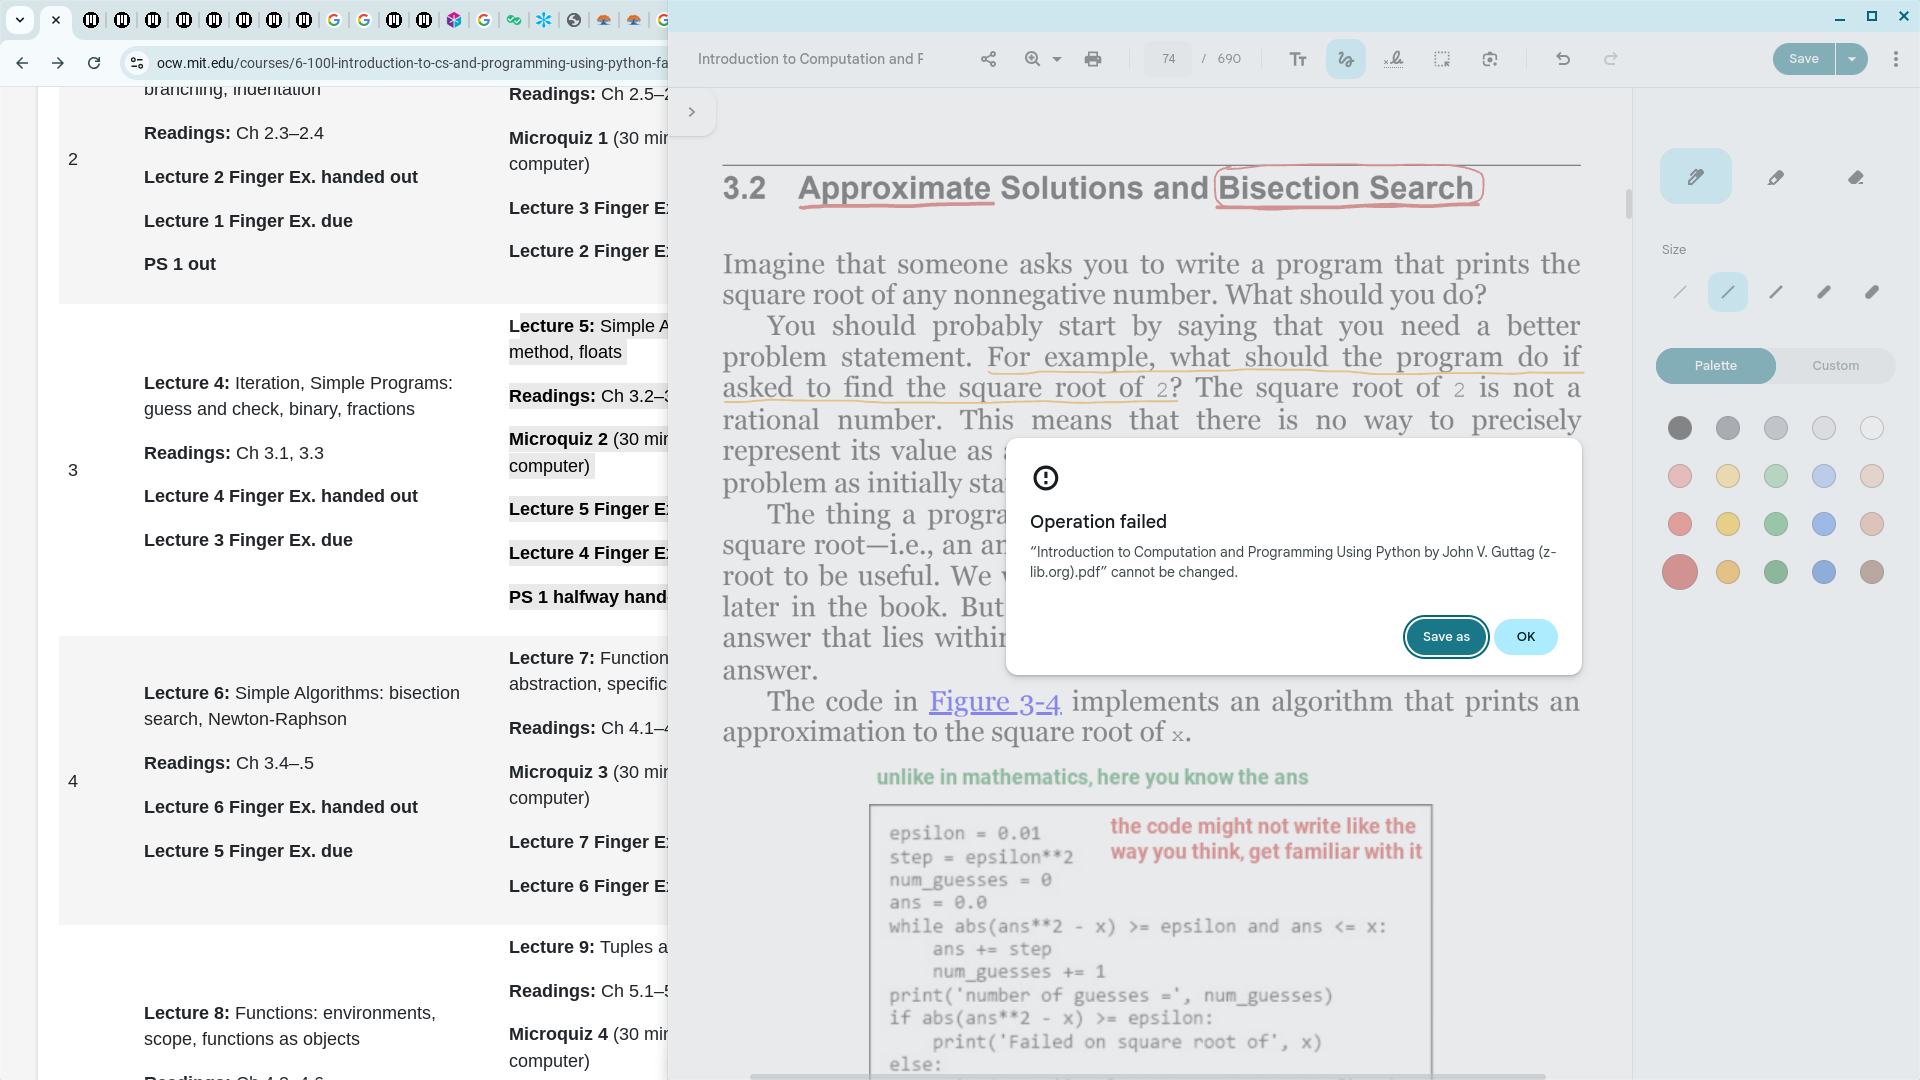 ocw.mit.edu/courses/6-100l-introduction-to-cs-and-programming-using-python-fa
branching, indentation
Readings: Ch 2.3–2.4
2
Lecture 2 Finger Ex. handed out
Lecture 1 Finger Ex. due
PS 1 out
Readings: Ch 2.5–2
Microquiz 1 (30 min
computer)
Lecture 3 Finger Ex
Lecture 2 Finger Ex
Lecture 4: Iteration, Simple Programs:
guess and check, binary, fractions
Readings: Ch 3.1, 3.3
3
Lecture 4 Finger Ex. handed out
Lecture 3 Finger Ex. due
Lecture 5: Simple A
method, floats
Readings: Ch 3.2–3
Microquiz 2 (30 min
computer)
Lecture 5 Finger Ex
Lecture 4 Finger Ex
PS 1 halfway hand
Lecture 6: Simple Algorithms: bisection
search, Newton-Raphson
Readings: Ch 3.4–.5
4
Lecture 6 Finger Ex. handed out
Lecture 5 Finger Ex. due
Lecture 7: Function
abstraction, specific
Readings: Ch 4.1–4
Microquiz 3 (30 min
computer)
Lecture 7 Finger Ex
Lecture 6 Finger Ex
Lecture 8: Functions: environments,
scope, functions as objects
Lecture 9: Tuples a
Readings: Ch 5.1–5
Microquiz 4 (30 min
computer)
Introduction to Computation and P
74 / 690
Save
3.2 Approximate Solutions and Bisection Search
Imagine that someone asks you to write a program that prints the
square root of any nonnegative number. What should you do?
You should probably start by saying that you need a better
problem statement. For example, what should the program do if
asked to find the square root of 2? The square root of 2 is not a
rational number. This means that there is no way to precisely
represent its value as
problem as initially sta
The thing a progra
square root—i.e., an an
root to be useful. We
later in the book. But
answer that lies within
answer.
The code in Figure 3-4 implements an algorithm that prints an
approximation to the square root of x.
unlike in mathematics, here you know the ans
the code might not write like the
way you think, get familiar with it
epsilon = 0.01
step = epsilon**2
num_guesses = 0
ans = 0.0
while abs(ans**2 - x) >= epsilon and ans <= x:
    ans += step
    num_guesses += 1
print('number of guesses =', num_guesses)
if abs(ans**2 - x) >= epsilon:
    print('Failed on square root of', x)
else:
Operation failed
“Introduction to Computation and Programming Using Python by John V. Guttag (z-
lib.org).pdf” cannot be changed.
Save as
OK
Size
Palette
Custom